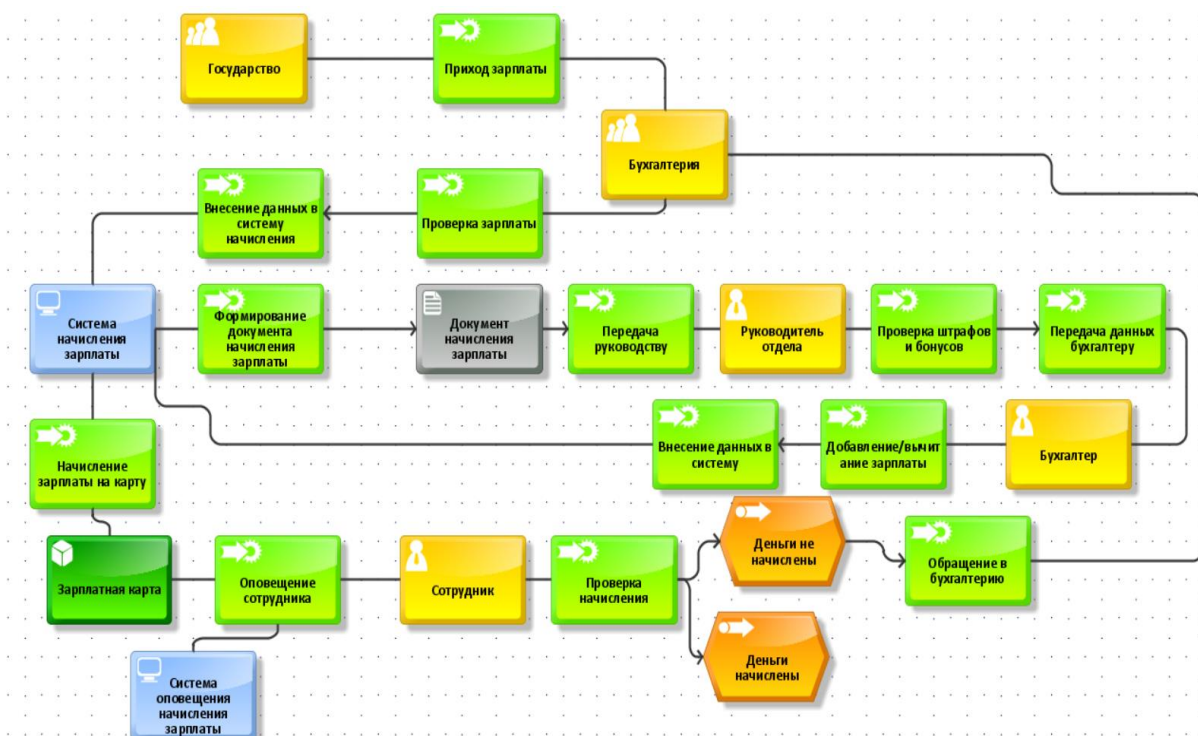 Государство
Приход зарплаты
Бухгалтерия
Внесение данных в
систему
начисления
Проверка зарплаты
Система
начисления
зарплаты
Формирование
документа
начисления
зарплаты
Документ
начисления
зарплаты
Передача
руководству
Руководитель
отдела
Проверка штрафов
и бонусов
Передача данных
бухгалтеру
Начисление
зарплаты на карту
Внесение данных в
систему
Добавление/вычит
ание зарплаты
Бухгалтер
Зарплатная карта
Оповещение
сотрудника
Сотрудник
Проверка
начисления
Деньги не
начислены
Обращение в
бухгалтерию
Деньги
начислены
Система
оповещения
начисления
зарплаты